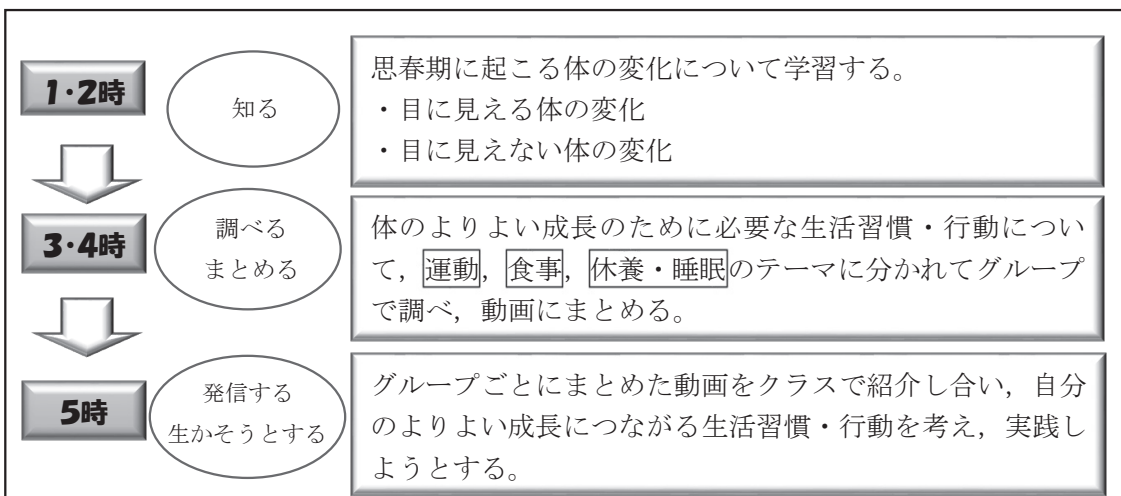 1・2時
知る
思春期に起こる体の変化について学習する。
・目に見える体の変化
・目に見えない体の変化
3・4時
調べる
まとめる
体のよりよい成長のために必要な生活習慣・行動につい
て，運動，食事，休養・睡眠のテーマに分かれてグループ
で調べ，動画にまとめる。
5時
発信する
生かそうとする
グループごとにまとめた動画をクラスで紹介し合い，自分
のよりよい成長につながる生活習慣・行動を考え，実践し
ようとする。